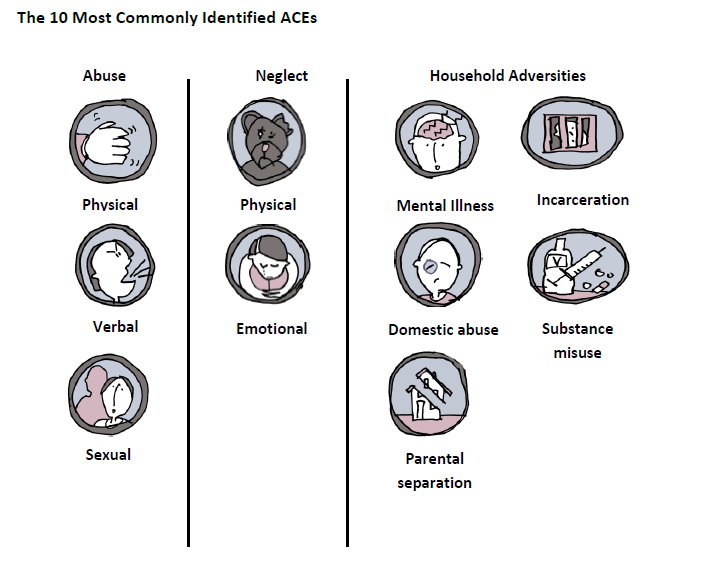 The 10 Most Commonly Identified ACEs
Abuse
Neglect
Household Adversities
Physical
Physical
Mental Illness
Incarceration
Verbal
Emotional
Domestic abuse
Substance
misuse
Sexual
Parental
separation